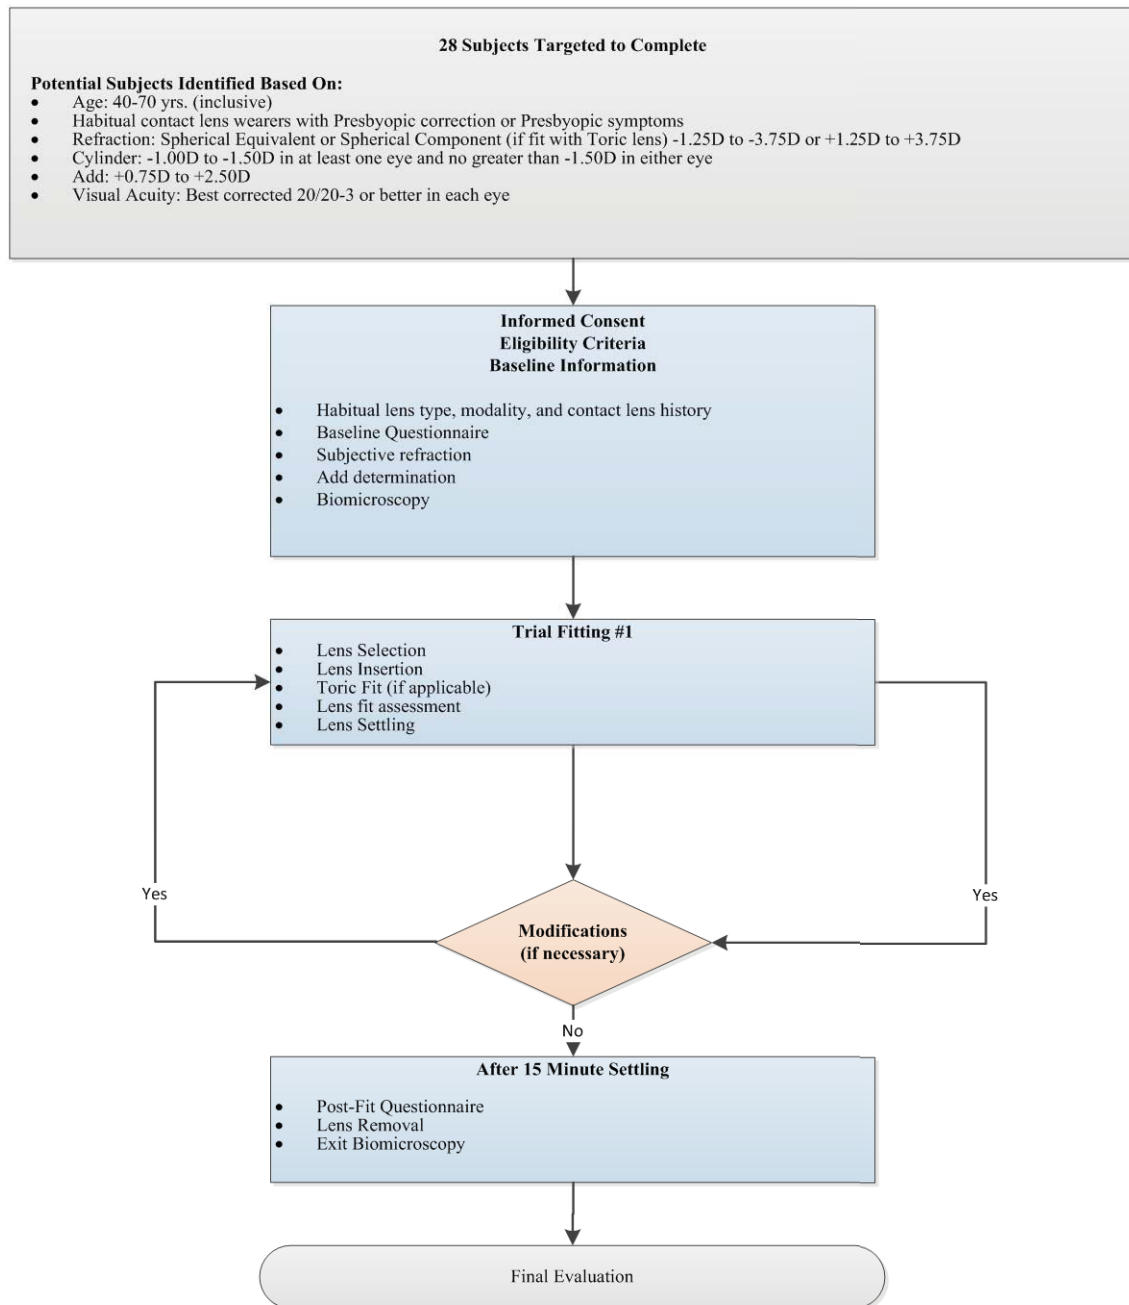 28 Subjects Targeted to Complete
Potential Subjects Identified Based On:
• Age: 40-70 yrs. (inclusive)
• Habitual contact lens wearers with Presbyopic correction or Presbyopic symptoms
• Refraction: Spherical Equivalent or Spherical Component (if fit with Toric lens) -1.25D to -3.75D or +1.25D to +3.75D
• Cylinder: -1.00D to -1.50D in at least one eye and no greater than -1.50D in either eye
• Add: +0.75D to +2.50D
• Visual Acuity: Best corrected 20/20-3 or better in each eye
Informed Consent
Eligibility Criteria
Baseline Information
• Habitual lens type, modality, and contact lens history
• Baseline Questionnaire
• Subjective refraction
• Add determination
• Biomicroscopy
Trial Fitting #1
• Lens Selection
• Lens Insertion
• Toric Fit (if applicable)
• Lens fit assessment
• Lens Settling
Yes
Yes
Modifications
(if necessary)
No
After 15 Minute Settling
• Post-Fit Questionnaire
• Lens Removal
• Exit Biomicroscopy
Final Evaluation